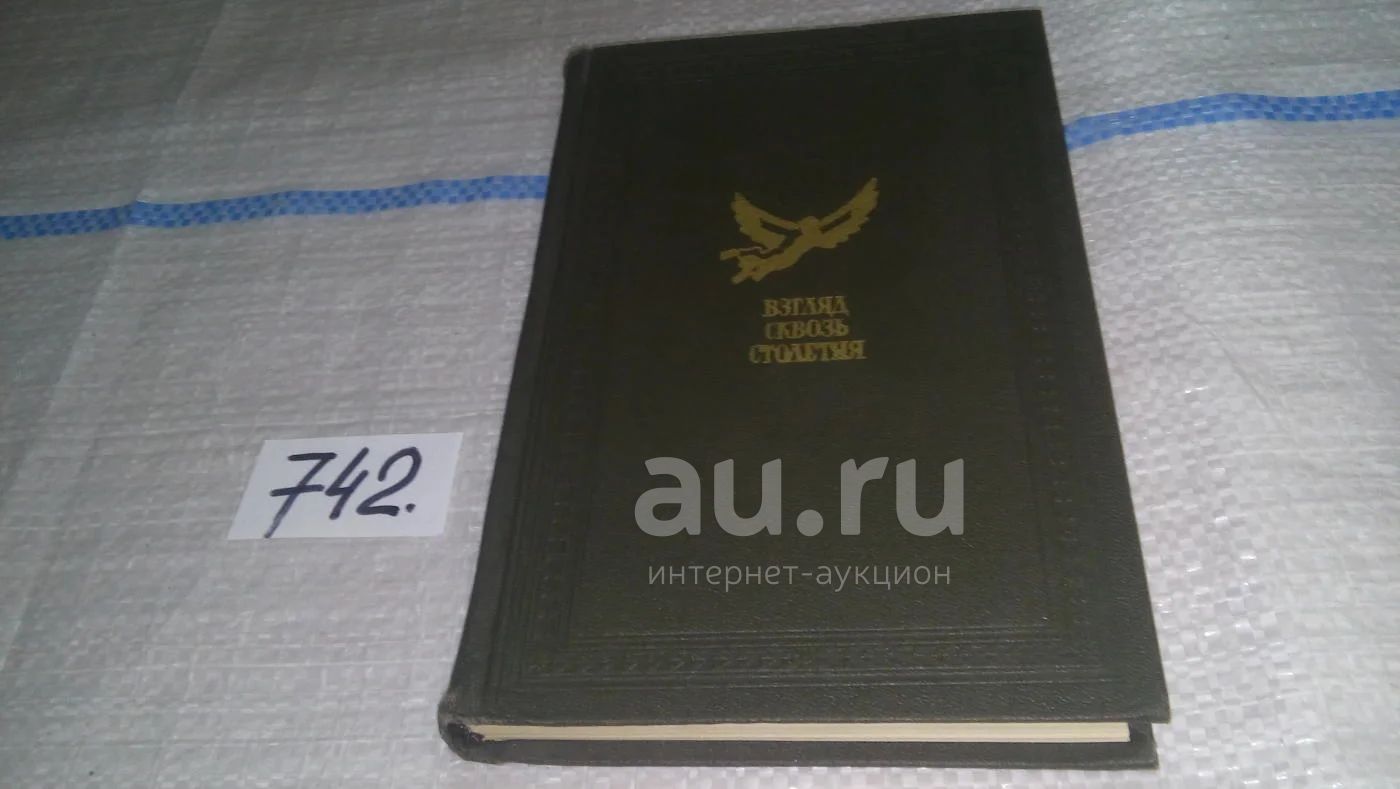 ВЗГЛЯД
СКВОЗЬ
СТОЛЕТИЯ
742.
au.ru
интернет-аукцион